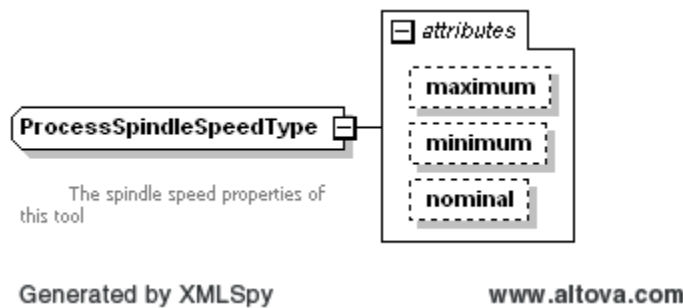 attributes
maximum
ProcessSpindleSpeedType
minimum
nominal
The spindle speed properties of
this tool
Generated by XMLSpy
www.altova.com